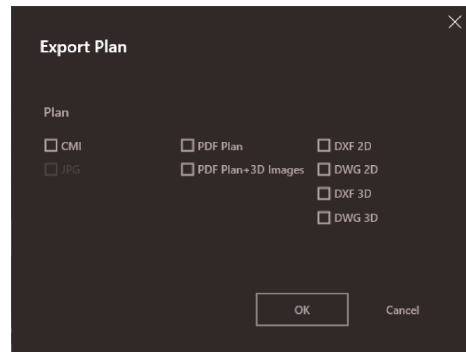 Export Plan
Plan
CMI PDF Plan DXF 2D
JPG PDF Plan+3D Images DWG 2D
DXF 3D
DWG 3D
OK Cancel